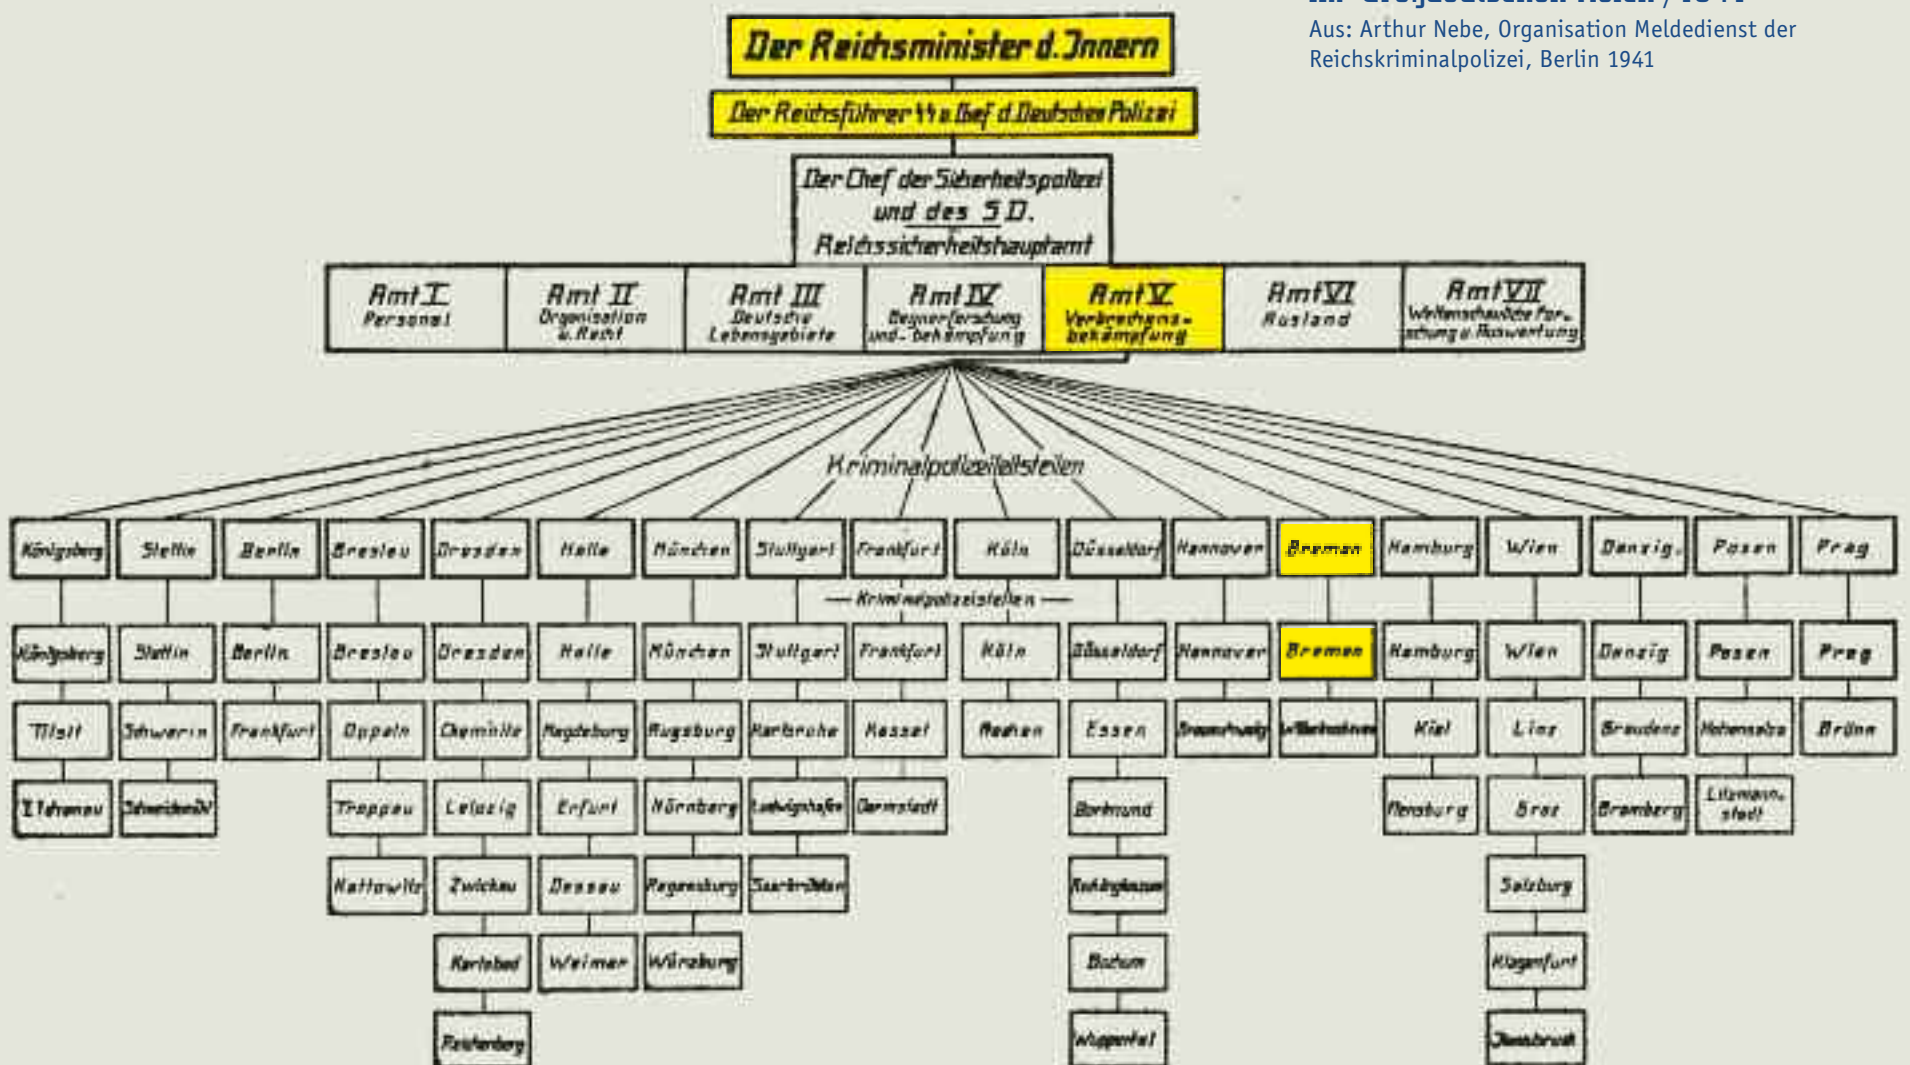 Aus: Arthur Nebe, Organisation Meldedienst der
Reichskriminalpolizei, Berlin 1941
Der Reichsminister d. Innern
Der Reichsführer SS u. Chef d. Deutschen Polizei
Der Chef der Sicherheitspolizei
und des SD.
Reichssicherheitshauptamt
Amt I
Personal
Amt II
Organisation
u. Recht
Amt III
Deutsche
Lebensgebiete
Amt IV
Gegnerforschung
und -bekämpfung
Amt V
Verbrechens-
bekämpfung
Amt VI
Ausland
Amt VII
Weltanschauliche For-
schung u. Auswertung
Kriminalpolizeileitstellen
Königsberg Stettin Berlin Breslau Dresden Halle München Stuttgart Frankfurt Köln Düsseldorf Hannover Bremen Hamburg Wien Danzig. Posen Prag
Kriminalpolizeistellen
Königsberg Stettin Berlin Breslau Dresden Halle München Stuttgart Frankfurt Köln Düsseldorf Hannover Bremen Hamburg Wien Danzig Posen Prag
Tilsit Schwerin Frankfurt Oppeln Chemnitz Magdeburg Augsburg Karlsruhe Kassel Aachen Essen Braunschweig Wilhelmshaven Kiel Linz Graudenz Hohensalza Brünn
Zichenau Schneidemühl Troppau Leipzig Erfurt Nürnberg Ludwigshafen Darmstadt Dortmund Flensburg Graz Bromberg Litzmann-
stadt
Kattowitz Zwickau Dessau Regensburg Saarbrücken Recklinghausen Salzburg
Karlsbad Weimar Würzburg Bochum Klagenfurt
Reichenberg Wuppertal Innsbruck